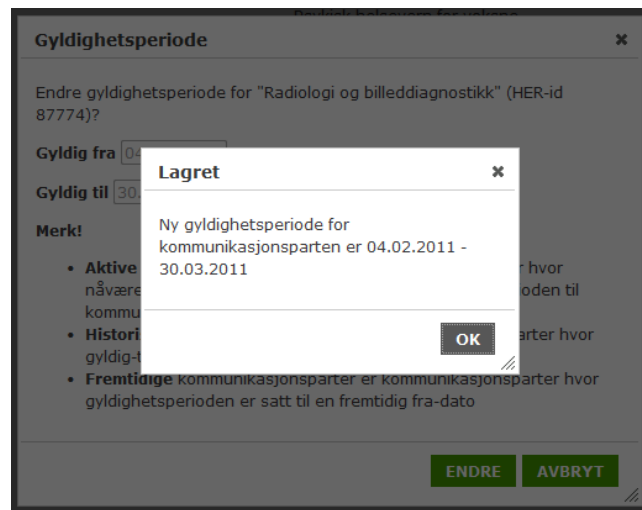 Gyldighetsperiode
Endre gyldighetsperiode for "Radiologi og billeddiagnostikk" (HER-id
87774)?
Gyldig fra 04
Gyldig til 30.
Lagret
Ny gyldighetsperiode for
kommunikasjonsparten er 04.02.2011 -
30.03.2011
OK
Merk!
• Aktive hvor
nåvære oden til
kommu
• Histori arter hvor
gyldig-t
• Fremtidige kommunikasjonsparter er kommunikasjonsparter hvor
gyldighetsperioden er satt til en fremtidig fra-dato
ENDRE AVBRYT